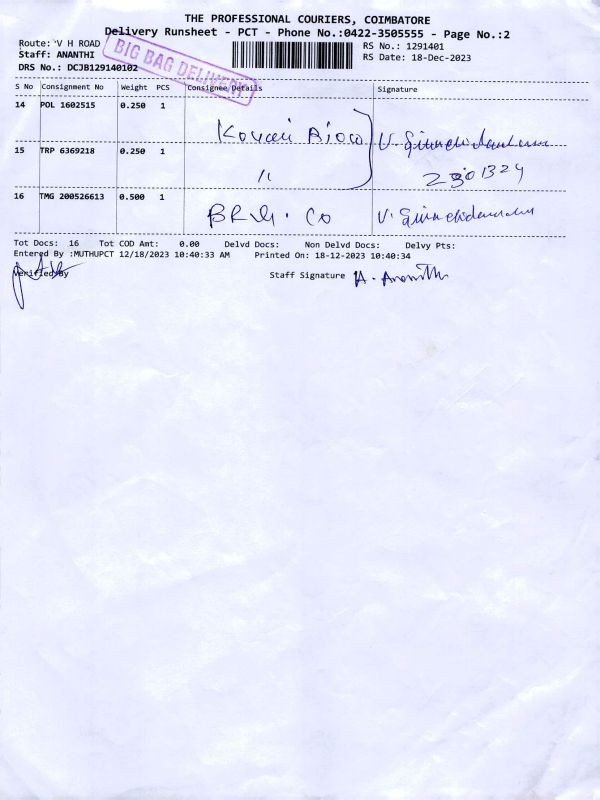 THE PROFESSIONAL COURIERS, COIMBATORE
Delivery Runsheet - PCT - Phone No.:0422-3505555 - Page No.:2
Route: V H ROAD
RS No.: 1291401
Staff: ANANTHI
RS Date: 18-Dec-2023
DRS No.: DCJB129140102
BIG BAG DELIVERY
S No Consignment No Weight PCS Consignee Details Signature
14 POL 1602515 0.250 1
Kovai Bioco
15 TRP 6369218 0.250 1
"
16 TMG 200526613 0.500 1
Co
Tot Docs: 16 Tot COD Amt: 0.00 Delvd Docs: Non Delvd Docs: Delvy Pts:
Entered By :MUTHUPCT 12/18/2023 10:40:33 AM Printed On: 18-12-2023 10:40:34
Verified By
Staff Signature